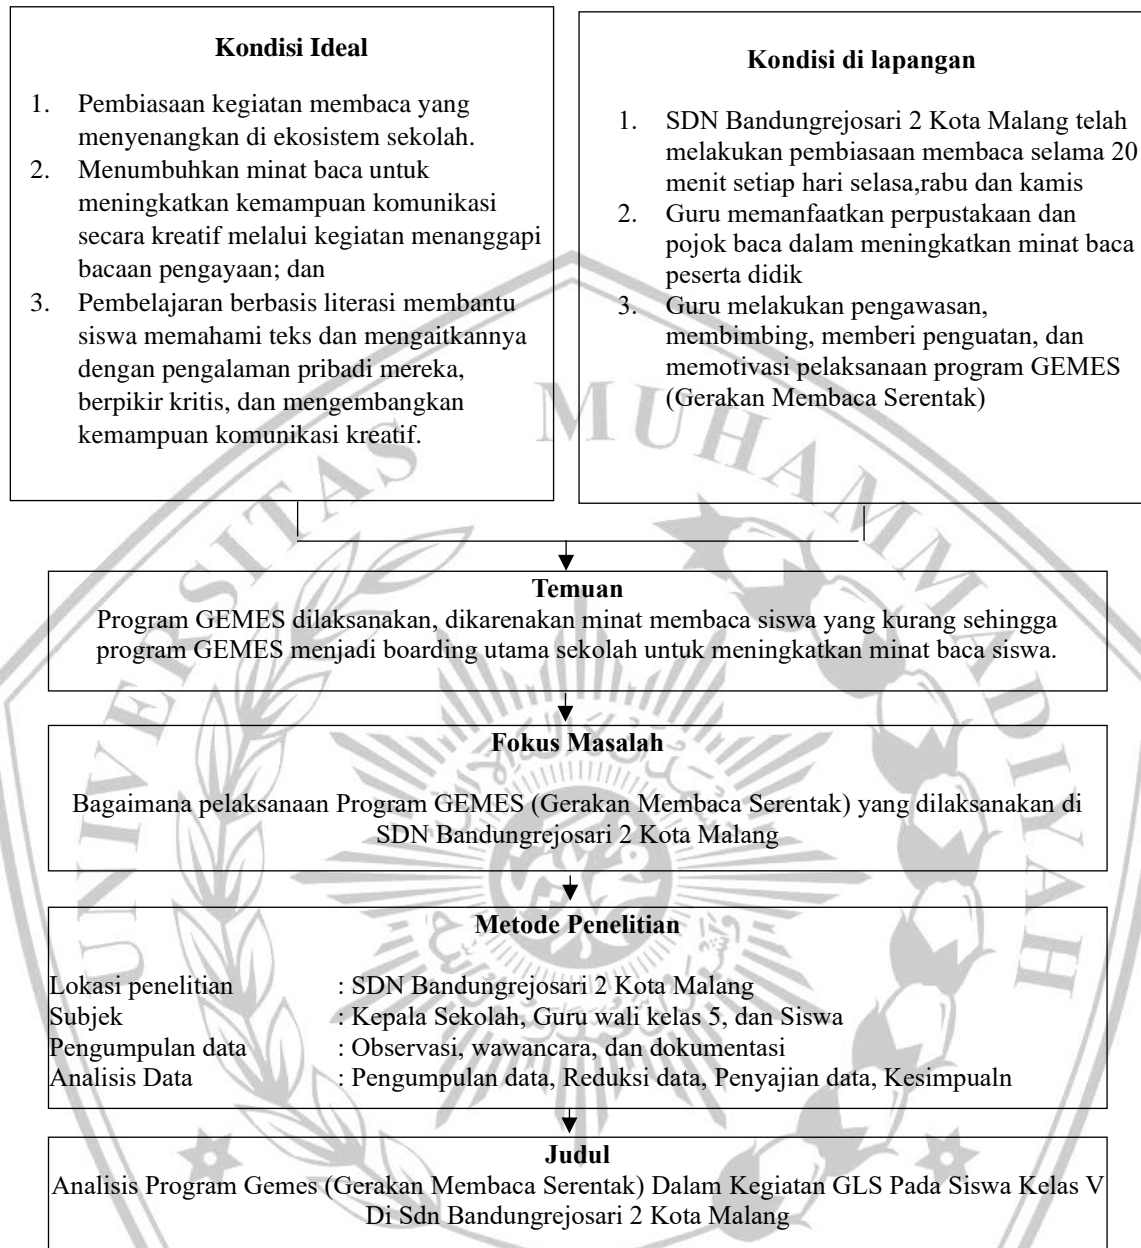 Kondisi Ideal
1. Pembiasaan kegiatan membaca yang
menyenangkan di ekosistem sekolah.
2. Menumbuhkan minat baca untuk
meningkatkan kemampuan komunikasi
secara kreatif melalui kegiatan menanggapi
bacaan pengayaan; dan
3. Pembelajaran berbasis literasi membantu
siswa memahami teks dan mengaitkannya
dengan pengalaman pribadi mereka,
berpikir kritis, dan mengembangkan
kemampuan komunikasi kreatif.
Kondisi di lapangan
1. SDN Bandungrejosari 2 Kota Malang telah
melakukan pembiasaan membaca selama 20
menit setiap hari selasa,rabu dan kamis
2. Guru memanfaatkan perpustakaan dan
pojok baca dalam meningkatkan minat baca
peserta didik
3. Guru melakukan pengawasan,
membimbing, memberi penguatan, dan
memotivasi pelaksanaan program GEMES
(Gerakan Membaca Serentak)
Temuan
Program GEMES dilaksanakan, dikarenakan minat membaca siswa yang kurang sehingga
program GEMES menjadi boarding utama sekolah untuk meningkatkan minat baca siswa.
Fokus Masalah
Bagaimana pelaksanaan Program GEMES (Gerakan Membaca Serentak) yang dilaksanakan di
SDN Bandungrejosari 2 Kota Malang
Metode Penelitian
Lokasi penelitian : SDN Bandungrejosari 2 Kota Malang
Subjek : Kepala Sekolah, Guru wali kelas 5, dan Siswa
Pengumpulan data : Observasi, wawancara, dan dokumentasi
Analisis Data : Pengumpulan data, Reduksi data, Penyajian data, Kesimpualn
Judul
Analisis Program Gemes (Gerakan Membaca Serentak) Dalam Kegiatan GLS Pada Siswa Kelas V
Di Sdn Bandungrejosari 2 Kota Malang
UNIVERSITAS MUHAMMADIYAH